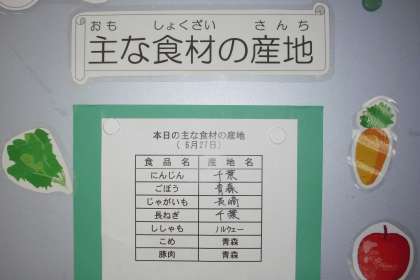 おも しょくざい さんち
主な食材の産地
本日の主な食材の産地
(6月27日)
食品名 産地名
にんじん 千葉
ごぼう 青森
じゃがいも 長崎
長ねぎ 千葉
ししゃも ノルウェー
こめ 青森
豚肉 青森